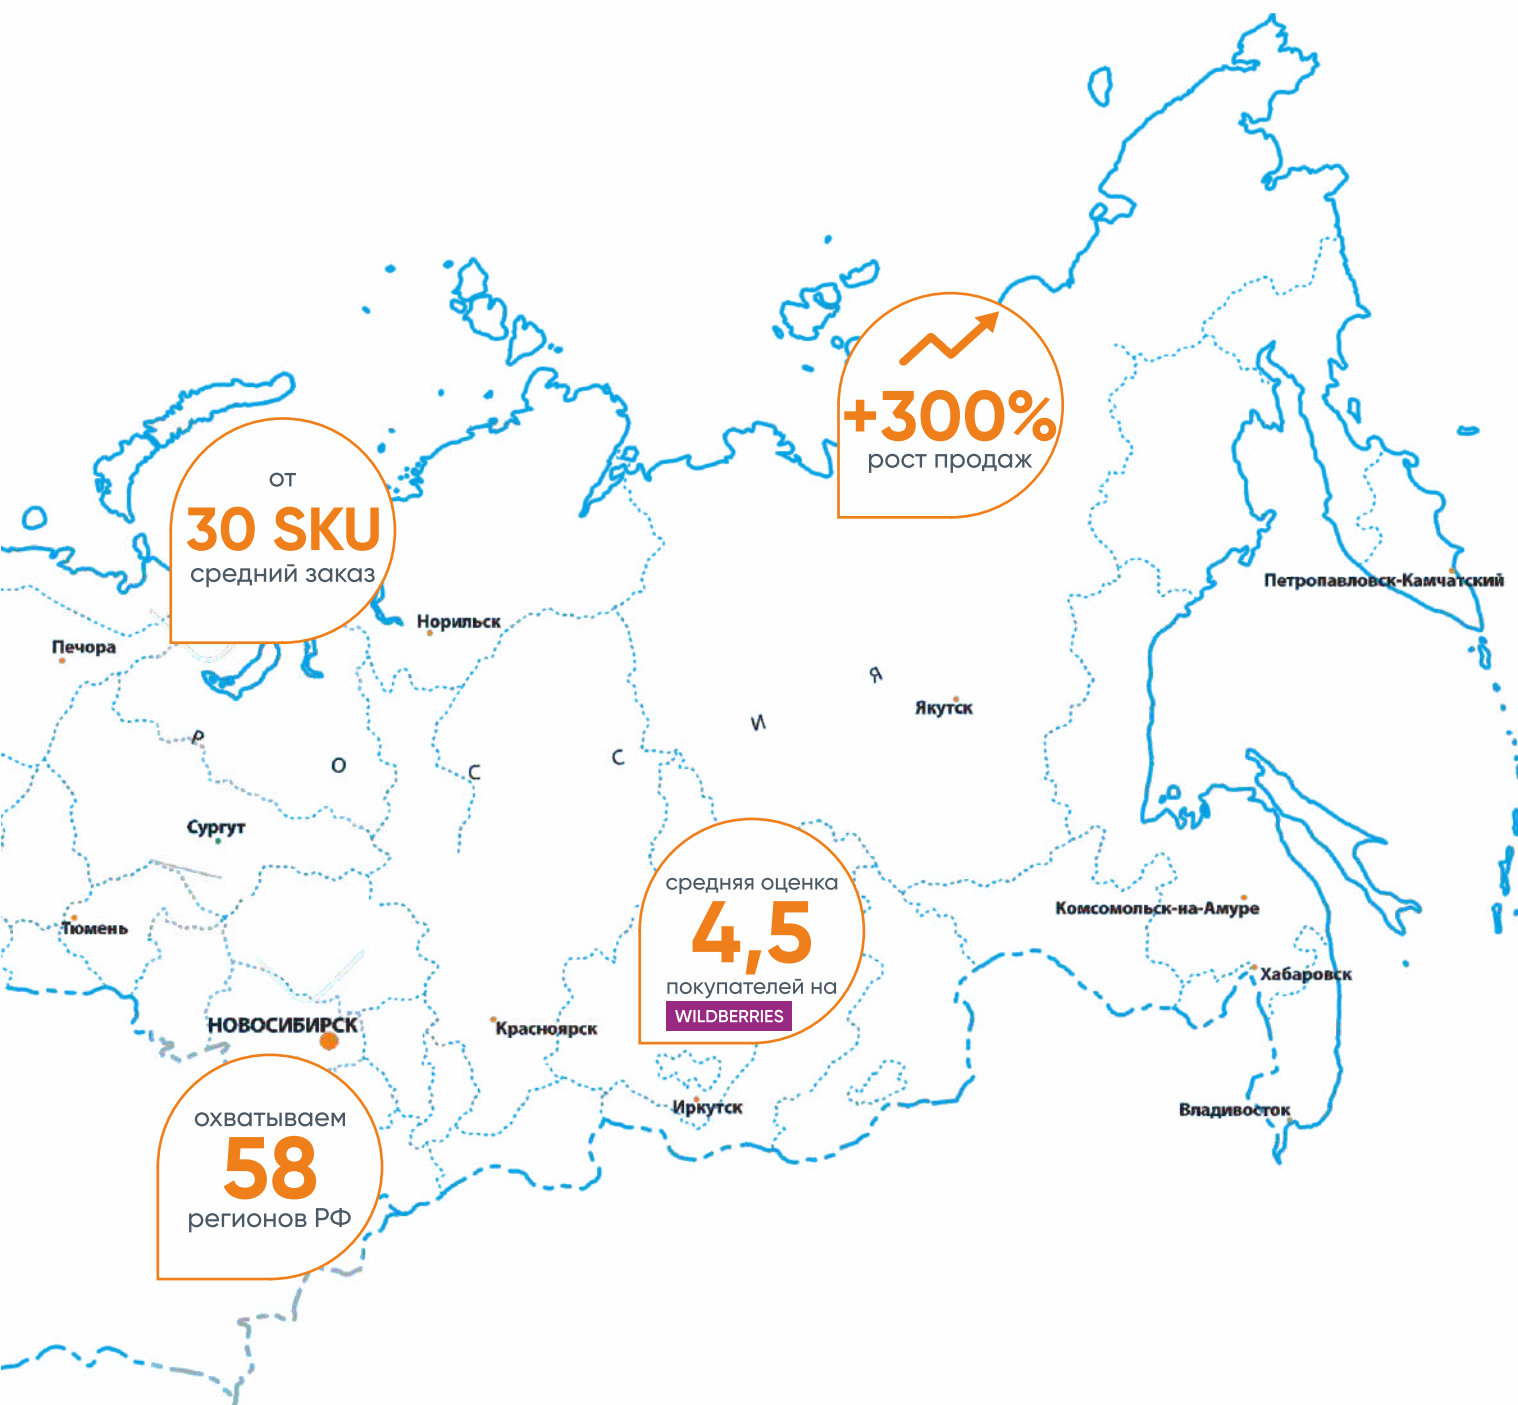 +300%
рост продаж
от
30 SKU
средний заказ
Петропавловск-Камчатский
Норильск
Печора
Якутск
Р О С С И Я
Сургут
средняя оценка
4,5
покупателей на
WILDBERRIES
Комсомольск-на-Амуре
Тюмень
Хабаровск
НОВОСИБИРСК
Красноярск
Иркутск
Владивосток
охватываем
58
регионов РФ